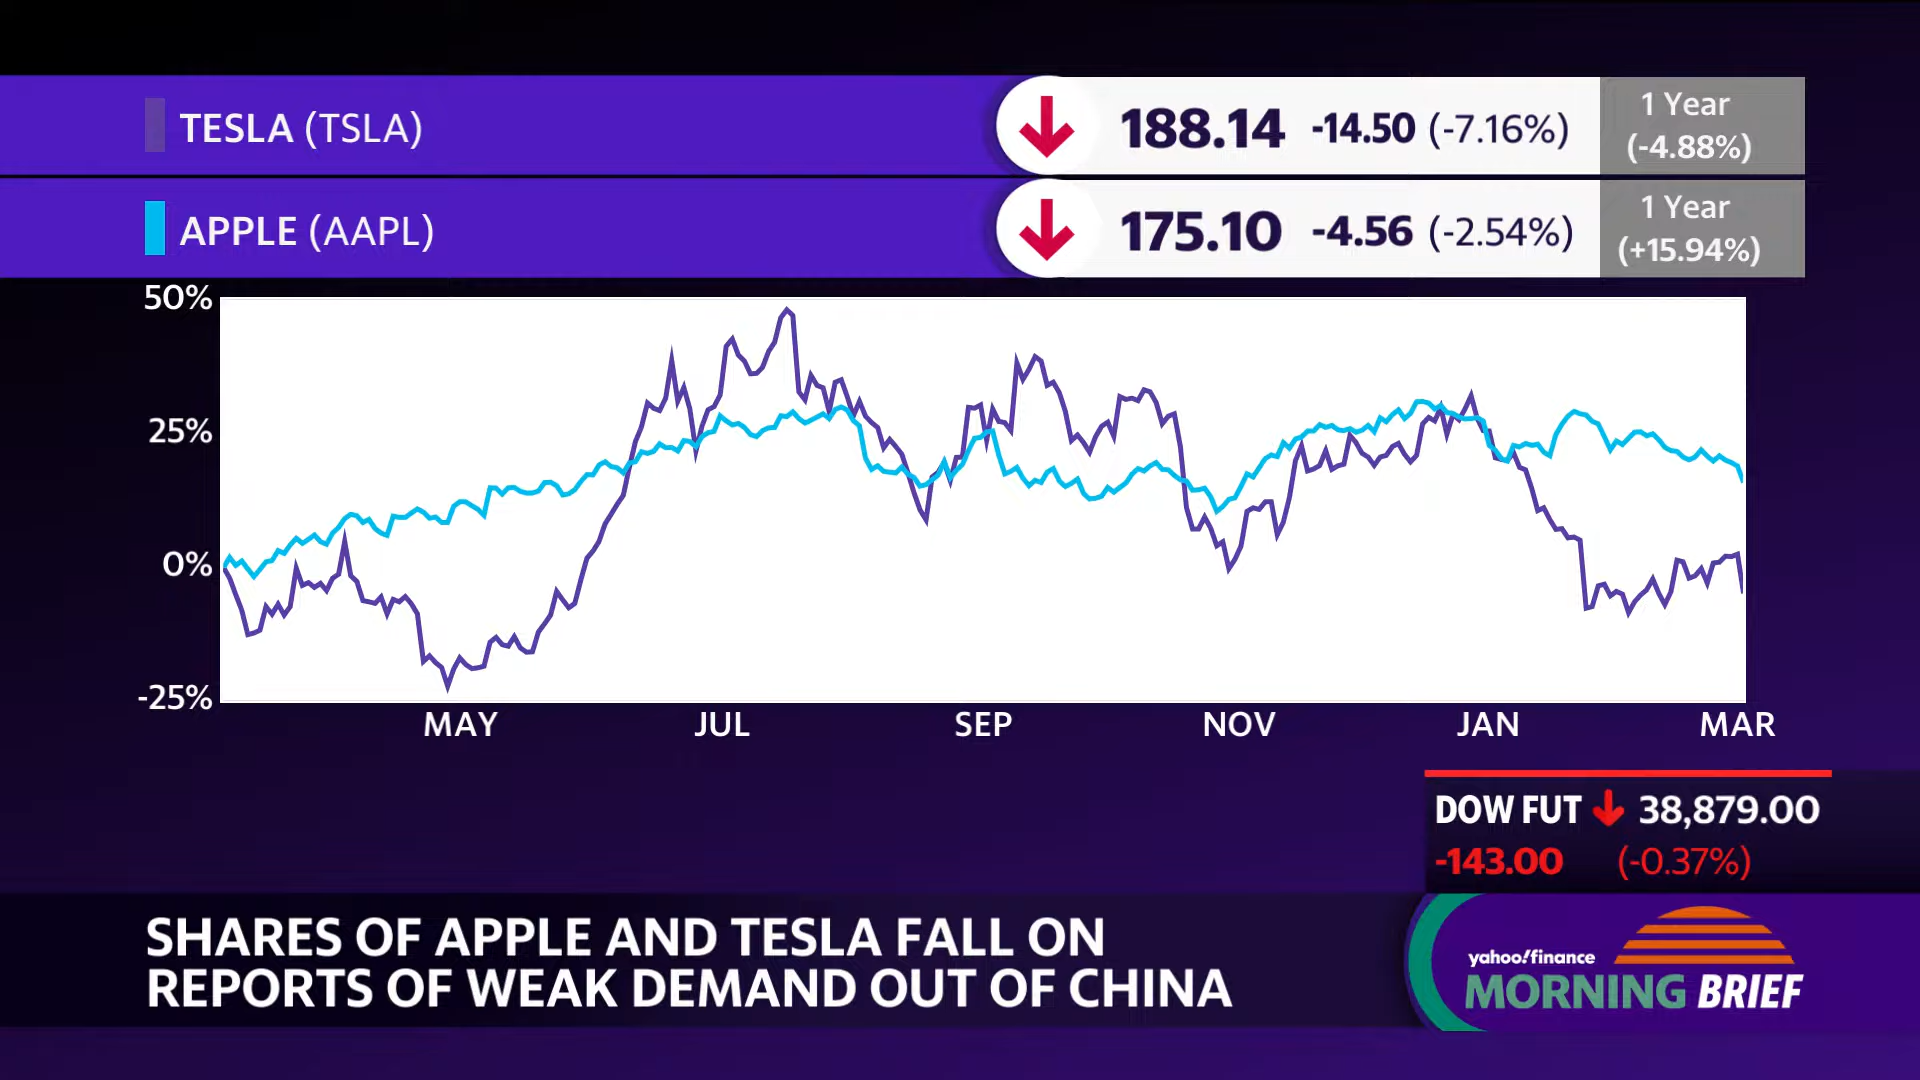 TESLA (TSLA) 188.14 -14.50 (-7.16%) 1 Year (-4.88%)
APPLE (AAPL) 175.10 -4.56 (-2.54%) 1 Year (+15.94%)
50%
25%
0%
-25%
MAY JUL SEP NOV JAN MAR
DOW FUT 38,879.00
-143.00 (-0.37%)
SHARES OF APPLE AND TESLA FALL ON
REPORTS OF WEAK DEMAND OUT OF CHINA
yahoo!finance
MORNING BRIEF